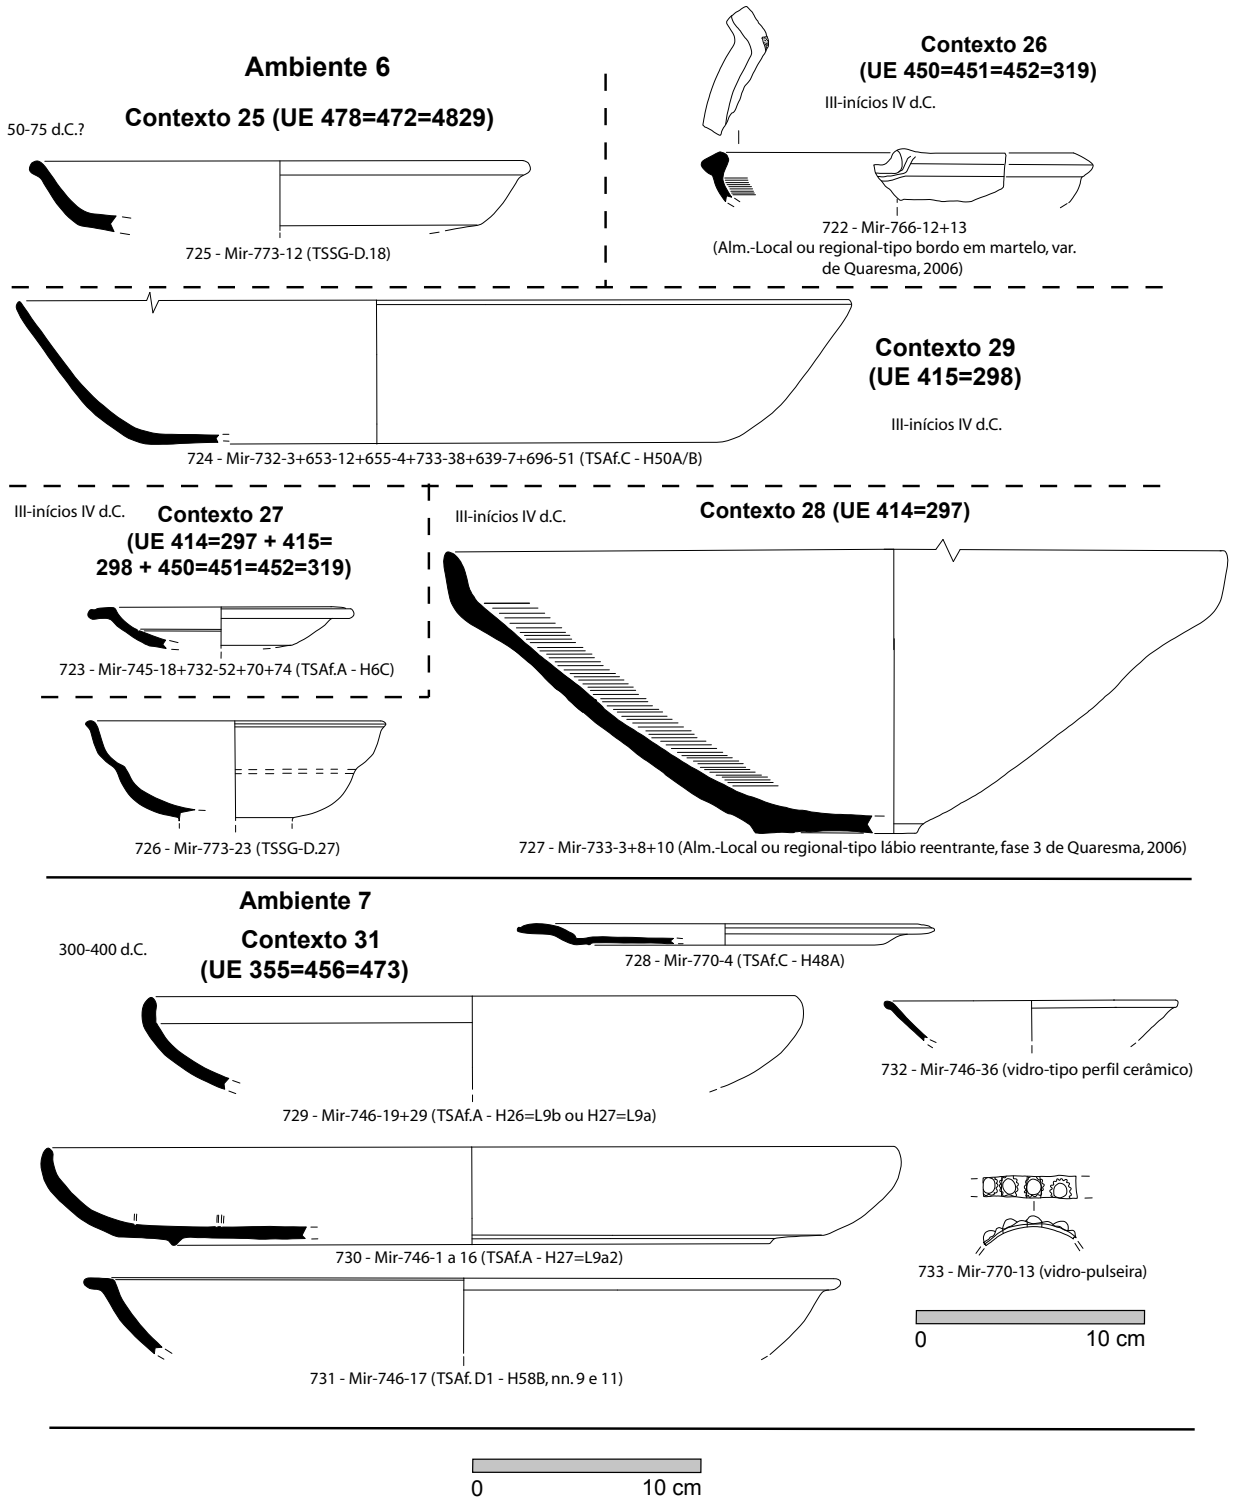 Ambiente 6
50-75 d.C.?
Contexto 25 (UE 478=472=4829)
725 - Mir-773-12 (TSSG-D.18)
Contexto 26
(UE 450=451=452=319)
III-inícios IV d.C.
722 - Mir-766-12+13
(Alm.-Local ou regional-tipo bordo em martelo, var.
de Quaresma, 2006)
724 - Mir-732-3+653-12+655-4+733-38+639-7+696-51 (TSAf.C - H50A/B)
Contexto 29
(UE 415=298)
III-inícios IV d.C.
III-inícios IV d.C.
Contexto 27
(UE 414=297 + 415=
298 + 450=451=452=319)
723 - Mir-745-18+732-52+70+74 (TSAf.A - H6C)
726 - Mir-773-23 (TSSG-D.27)
III-inícios IV d.C.
Contexto 28 (UE 414=297)
727 - Mir-733-3+8+10 (Alm.-Local ou regional-tipo lábio reentrante, fase 3 de Quaresma, 2006)
Ambiente 7
300-400 d.C.
Contexto 31
(UE 355=456=473)
728 - Mir-770-4 (TSAf.C - H48A)
729 - Mir-746-19+29 (TSAf.A - H26=L9b ou H27=L9a)
732 - Mir-746-36 (vidro-tipo perfil cerâmico)
730 - Mir-746-1 a 16 (TSAf.A - H27=L9a2)
733 - Mir-770-13 (vidro-pulseira)
731 - Mir-746-17 (TSAf. D1 - H58B, nn. 9 e 11)
0 10 cm
0 10 cm